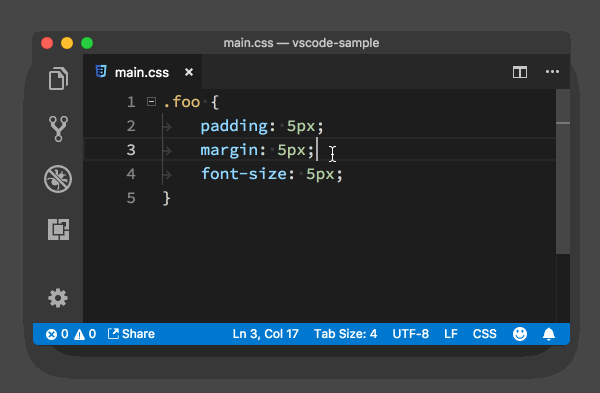 main.css — vscode-sample
main.css ×
1 .foo {
2 padding: 5px;
3 margin: 5px;
4 font-size: 5px;
5 }
0 0 Share Ln 3, Col 17 Tab Size: 4 UTF-8 LF CSS